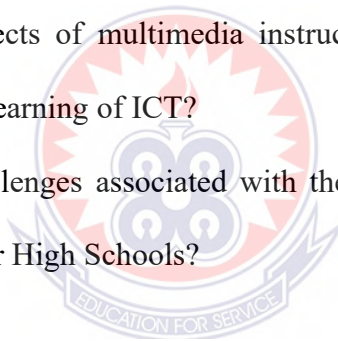 ects of multimedia instruc
earning of ICT?
llenges associated with the
r High Schools?
EDUCATION FOR SERVICE